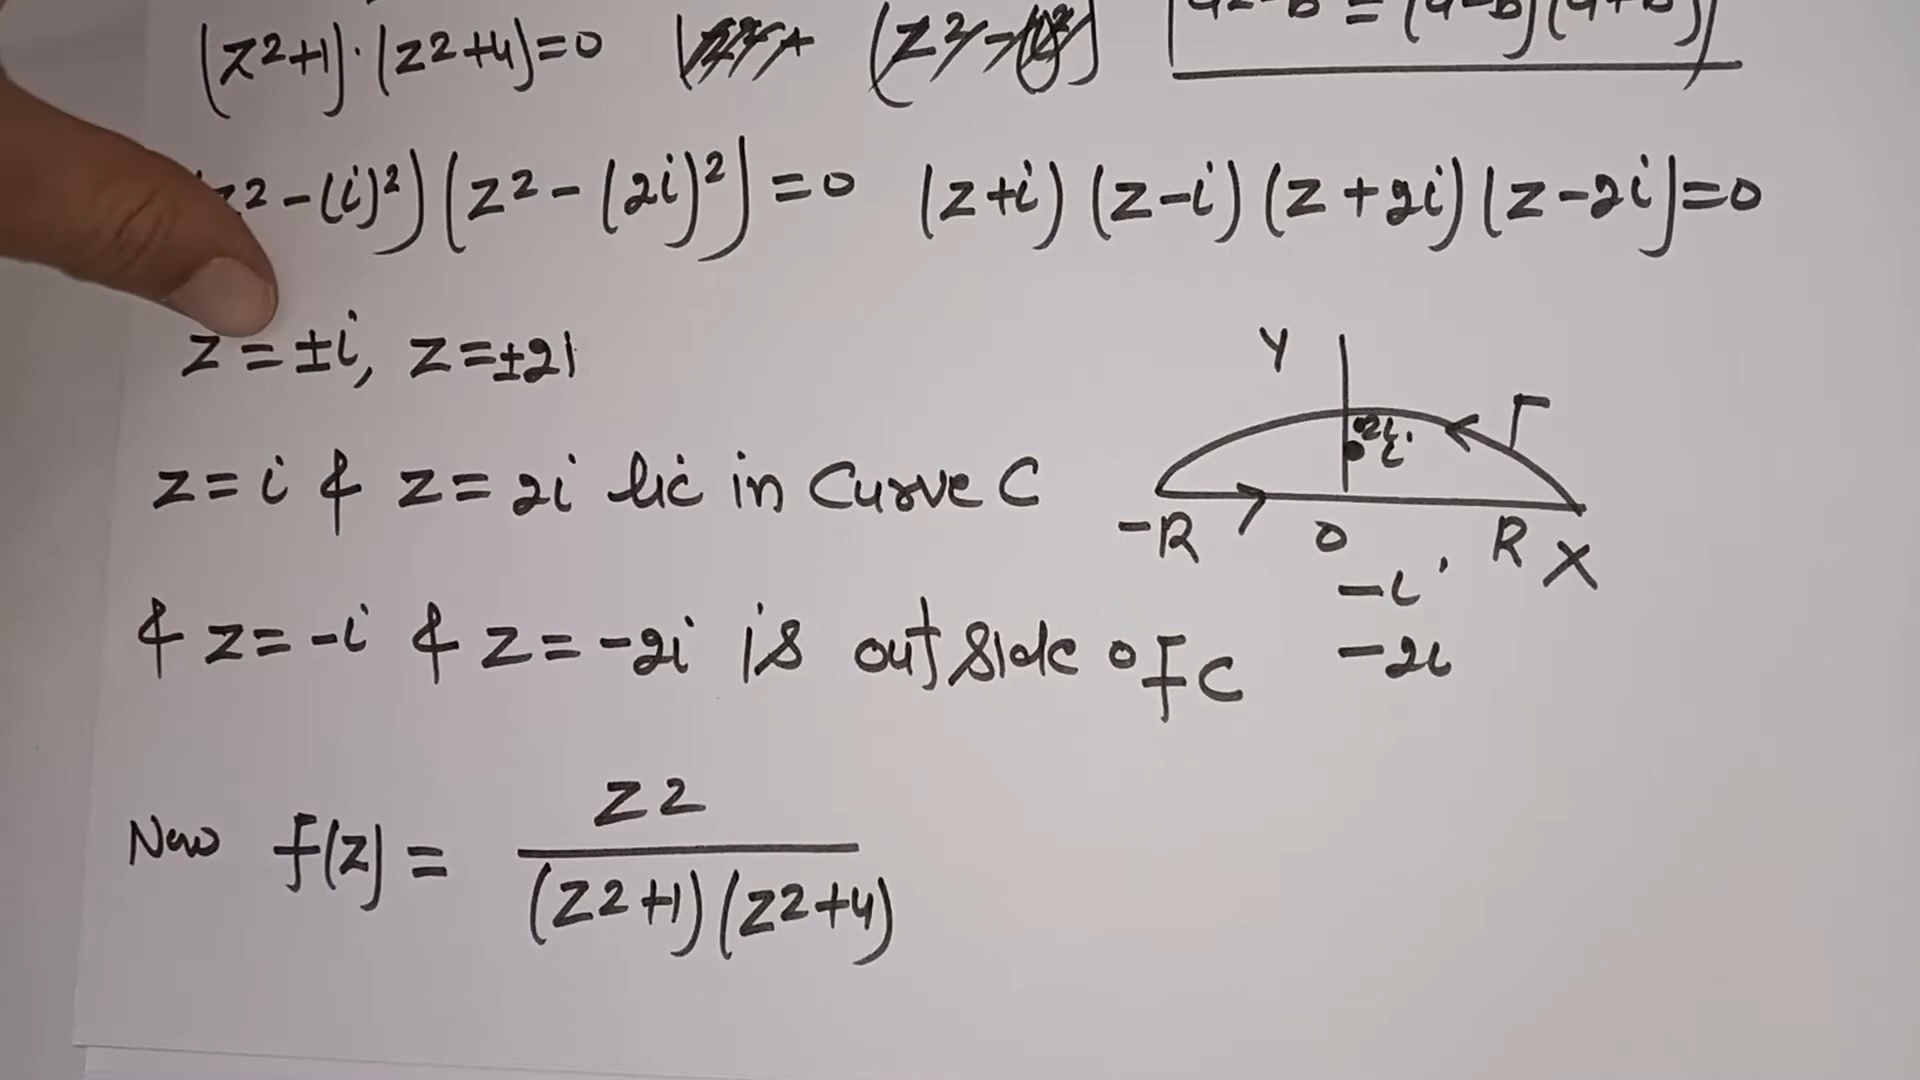 (z2+1)·(z2+4)=0
z2-(i)²)(z2-(2i)²)=0 (z+i)(z-i)(z+2i)(z-2i)=0
z=±i, z=±2i
Y
2i
i
Γ
z=i & z=2i lie in Curve C
-R O R X
-i
& z=-i & z=-2i is outside of C
-2i
Now f(z) = z2
(z2+1)(z2+4)